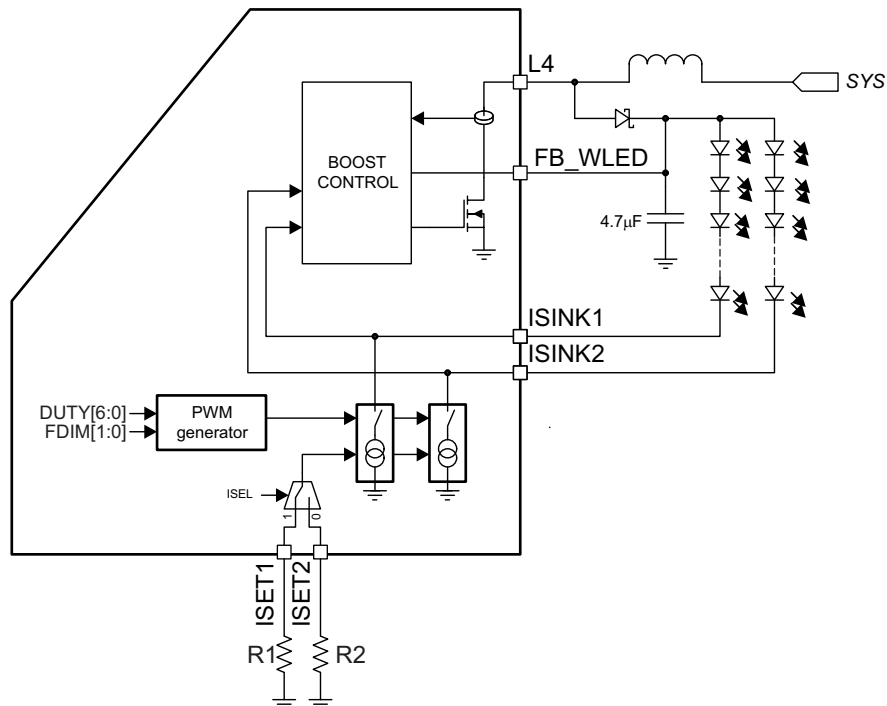 L4
SYS
BOOST
CONTROL
FB_WLED
4.7μF
ISINK1
ISINK2
DUTY[6:0]
FDIM[1:0]
PWM
generator
ISEL
1
0
ISET1
ISET2
R1
R2